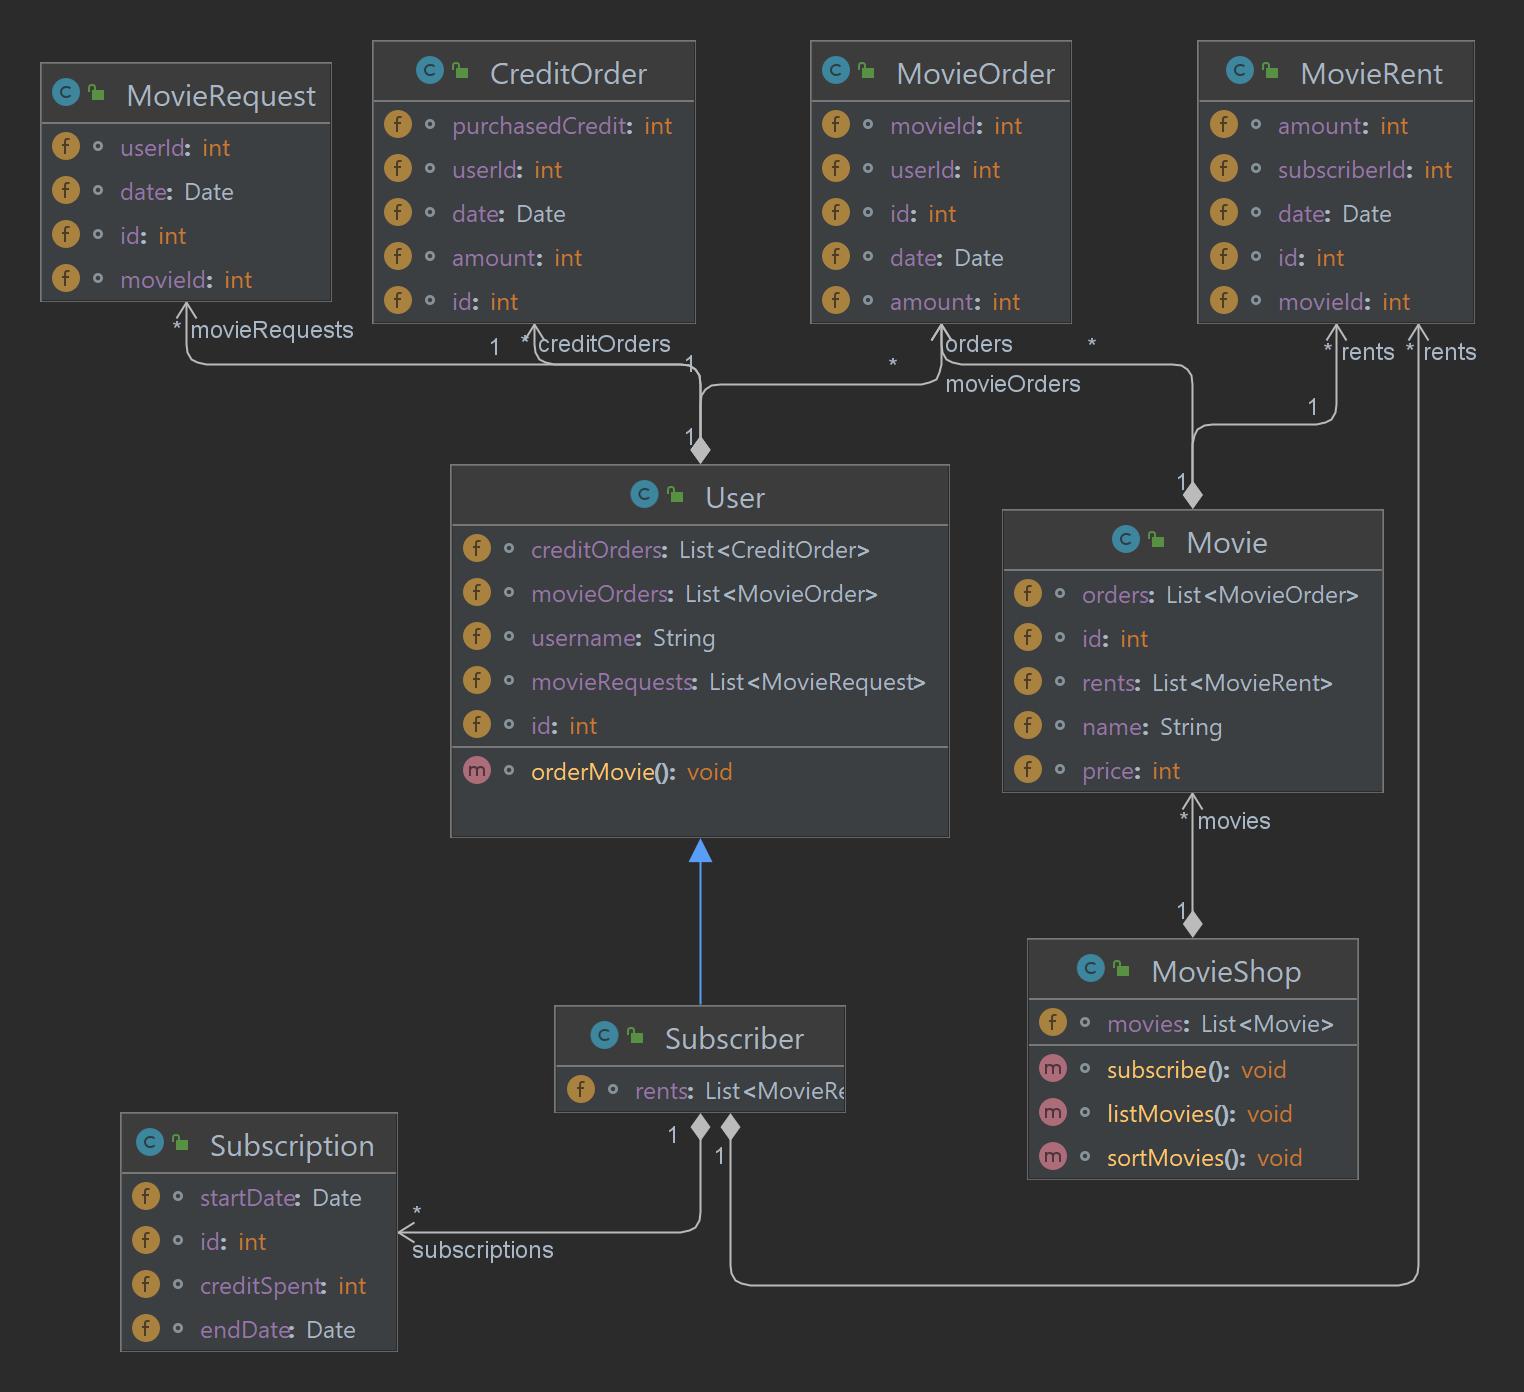 MovieRequest
userId: int
date: Date
id: int
movieId: int
CreditOrder
purchasedCredit: int
userId: int
date: Date
amount: int
id: int
MovieOrder
movieId: int
userId: int
id: int
date: Date
amount: int
MovieRent
amount: int
subscriberId: int
date: Date
id: int
movieId: int
* movieRequests
1
* creditOrders
1
*
orders
*
movieOrders
* rents
* rents
1
1
1
User
creditOrders: List<CreditOrder>
movieOrders: List<MovieOrder>
username: String
movieRequests: List<MovieRequest>
id: int
orderMovie(): void
Movie
orders: List<MovieOrder>
id: int
rents: List<MovieRent>
name: String
price: int
* movies
1
MovieShop
movies: List<Movie>
subscribe(): void
listMovies(): void
sortMovies(): void
Subscriber
rents: List<MovieRe
1
1
*
subscriptions
Subscription
startDate: Date
id: int
creditSpent: int
endDate: Date